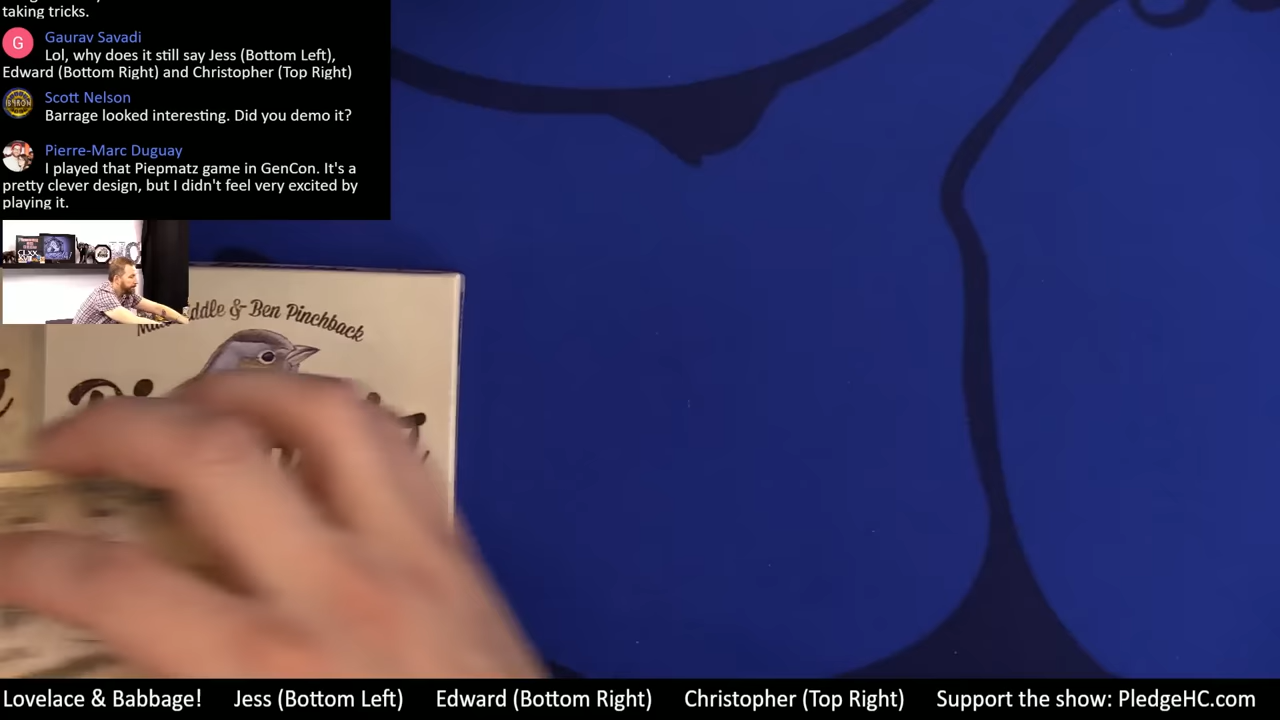 taking tricks.
Gaurav Savadi
Lol, why does it still say Jess (Bottom Left),
Edward (Bottom Right) and Christopher (Top Right)
Scott Nelson
Barrage looked interesting. Did you demo it?
Pierre-Marc Duguay
I played that Piepmatz game in GenCon. It's a
pretty clever design, but I didn't feel very excited by
playing it.
& Ben Pinchback
Lovelace & Babbage! Jess (Bottom Left) Edward (Bottom Right) Christopher (Top Right) Support the show: PledgeHC.com